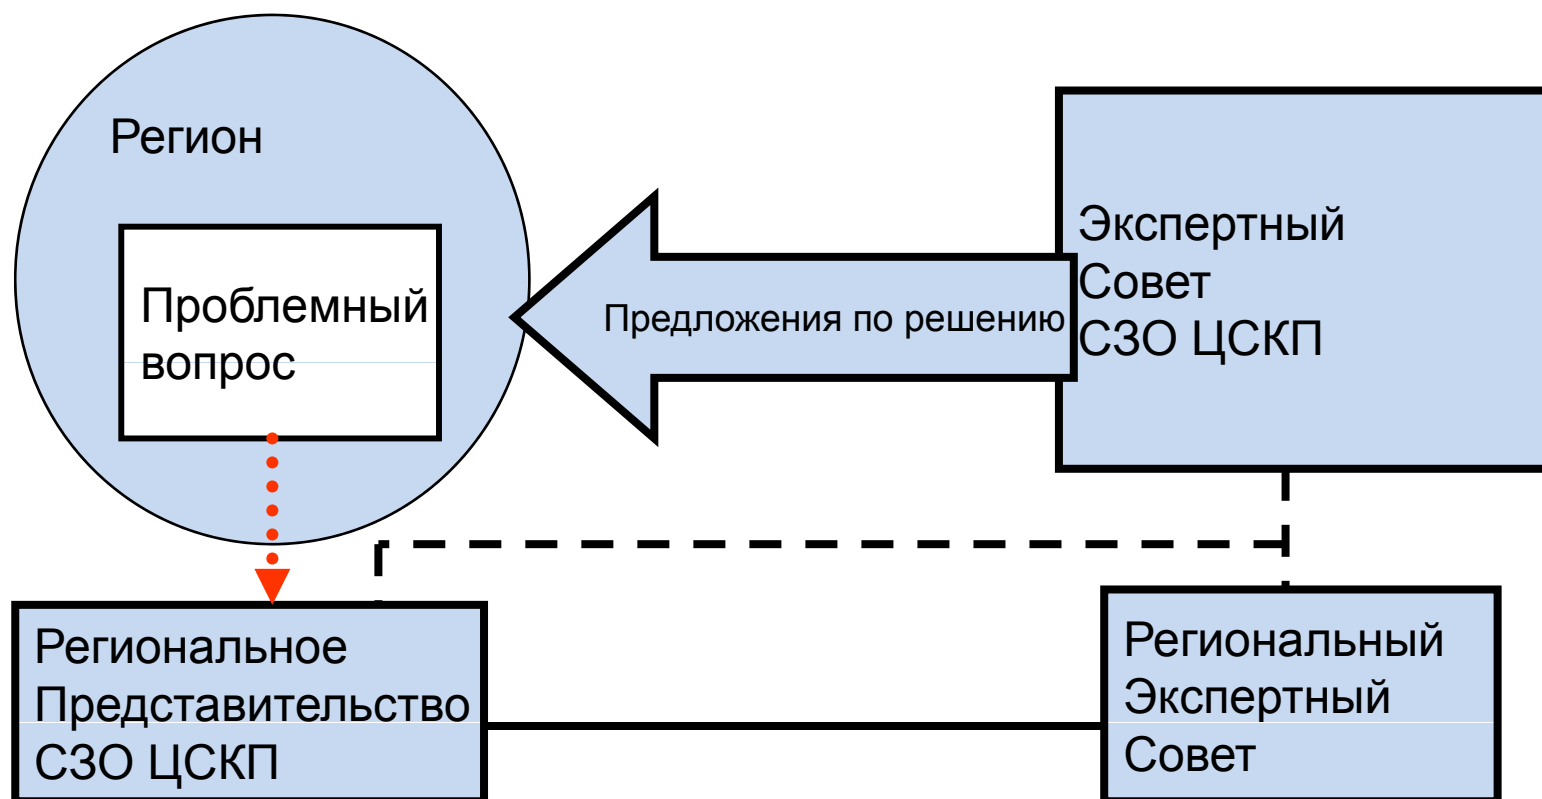 Регион
Проблемный
вопрос
Предложения по решению
Экспертный
Совет
СЗО ЦСКП
Региональное
Представительство
СЗО ЦСКП
Региональный
Экспертный
Совет